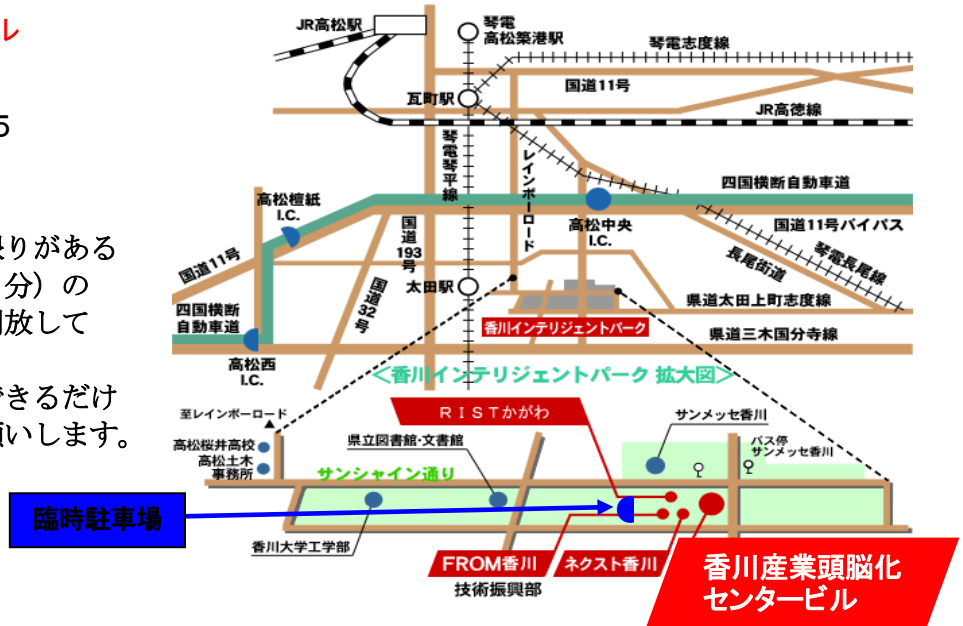 ル
5
りがある
分）の
放して
できるだけ
願いします。
JR高松駅
琴電
高松築港駅
琴電志度線
国道11号
瓦町駅
JR高徳線
琴電琴平線
レインボーロード
四国横断自動車道
高松檀紙
I.C.
高松中央
I.C.
国道11号バイパス
国道193号
琴電長尾線
長尾街道
国道11号
国道32号
太田駅
県道太田上町志度線
四国横断
自動車道
香川インテリジェントパーク
県道三木国分寺線
高松西
I.C.
＜香川インテリジェントパーク 拡大図＞
至レインボーロード
RISTかがわ
サンメッセ香川
高松桜井高校
高松土木
事務所
県立図書館・文書館
バス停
サンメッセ香川
サンシャイン通り
臨時駐車場
香川大学工学部
FROM香川
技術振興部
ネクスト香川
香川産業頭脳化
センタービル